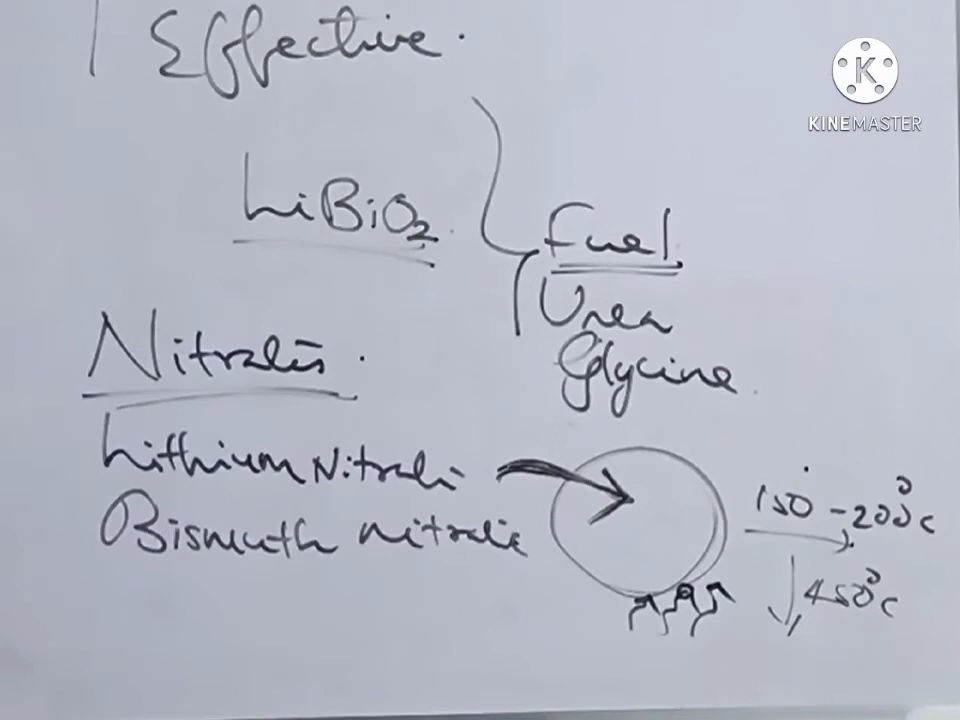 Effective.
K
KINEMASTER
LiBiO2
Fuel
Urea
Glycine
Nitrates
Lithium Nitrate
Bismuth nitrate
150 - 200°C
450°C